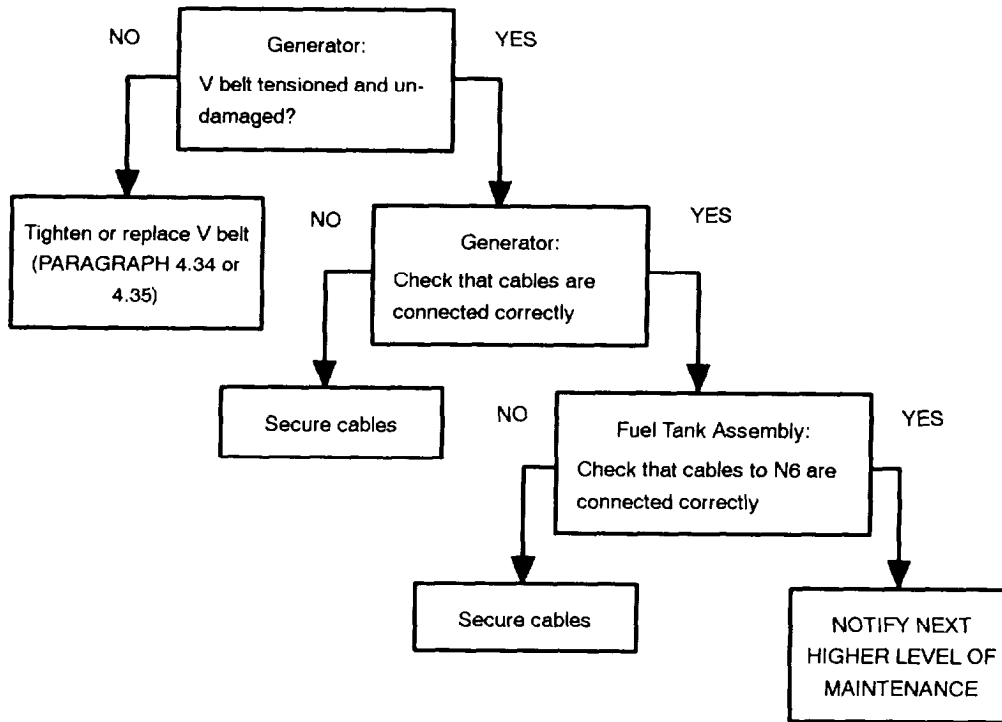 NO
YES
Generator:
V belt tensioned and un-
damaged?
Tighten or replace V belt
(PARAGRAPH 4.34 or
4.35)
NO
YES
Generator:
Check that cables are
connected correctly
Secure cables
NO
YES
Fuel Tank Assembly:
Check that cables to N6 are
connected correctly
Secure cables
NOTIFY NEXT
HIGHER LEVEL OF
MAINTENANCE